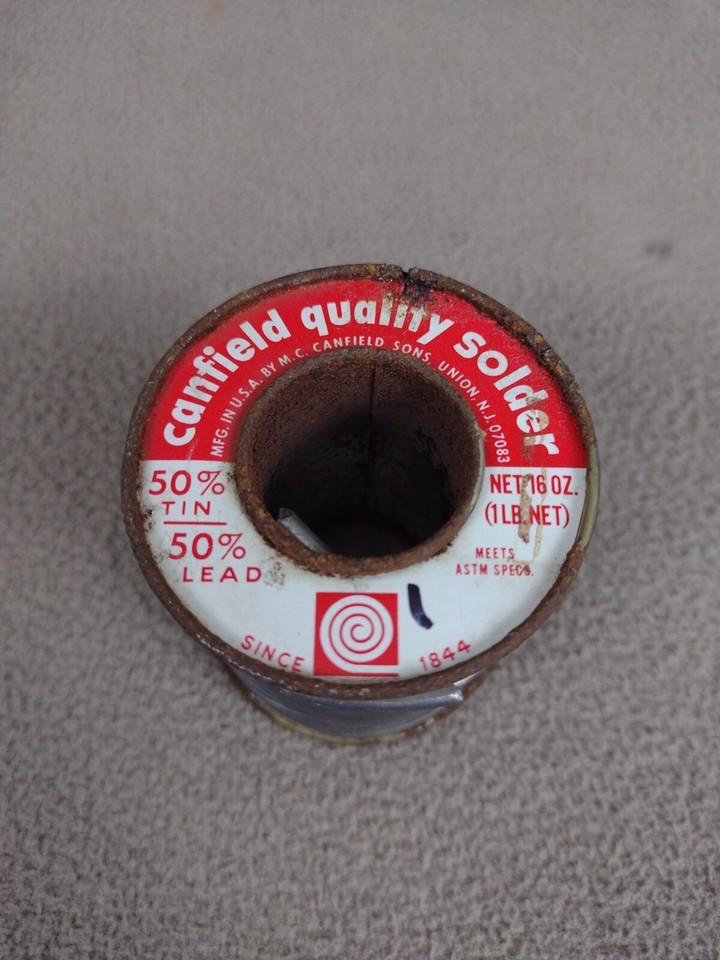 canfield quality solder
MFG. IN U.S.A. BY M.C. CANFIELD SONS, UNION, N.J. 07083
50%
TIN
50%
LEAD
NET 16 OZ.
(1 LB. NET)
MEETS
ASTM SPECS.
SINCE 1844